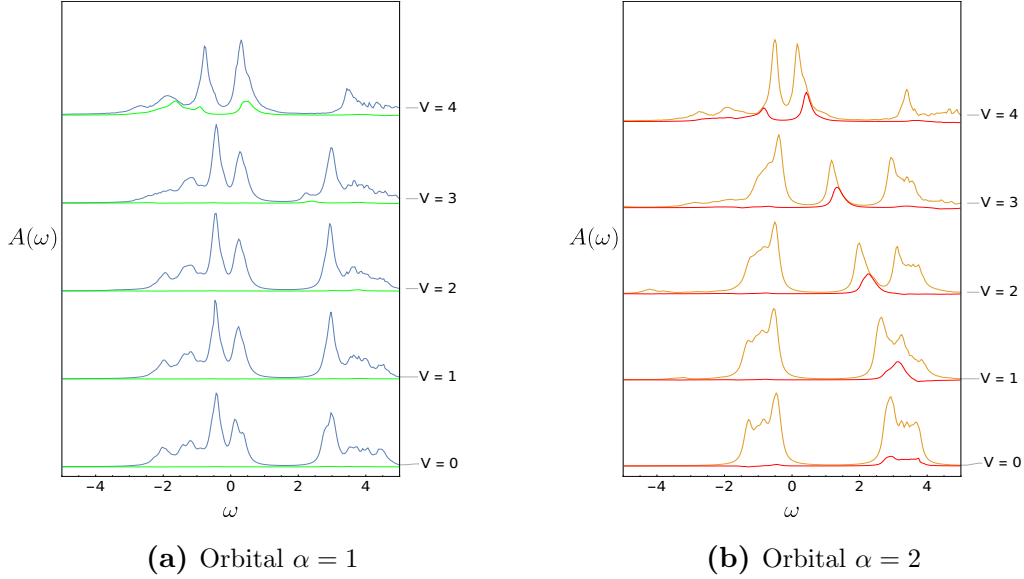 V = 4
V = 3
A(ω)
V = 2
V = 1
V = 0
−4 −2 0 2 4
ω
(a) Orbital α = 1
V = 4
V = 3
A(ω)
V = 2
V = 1
V = 0
−4 −2 0 2 4
ω
(b) Orbital α = 2